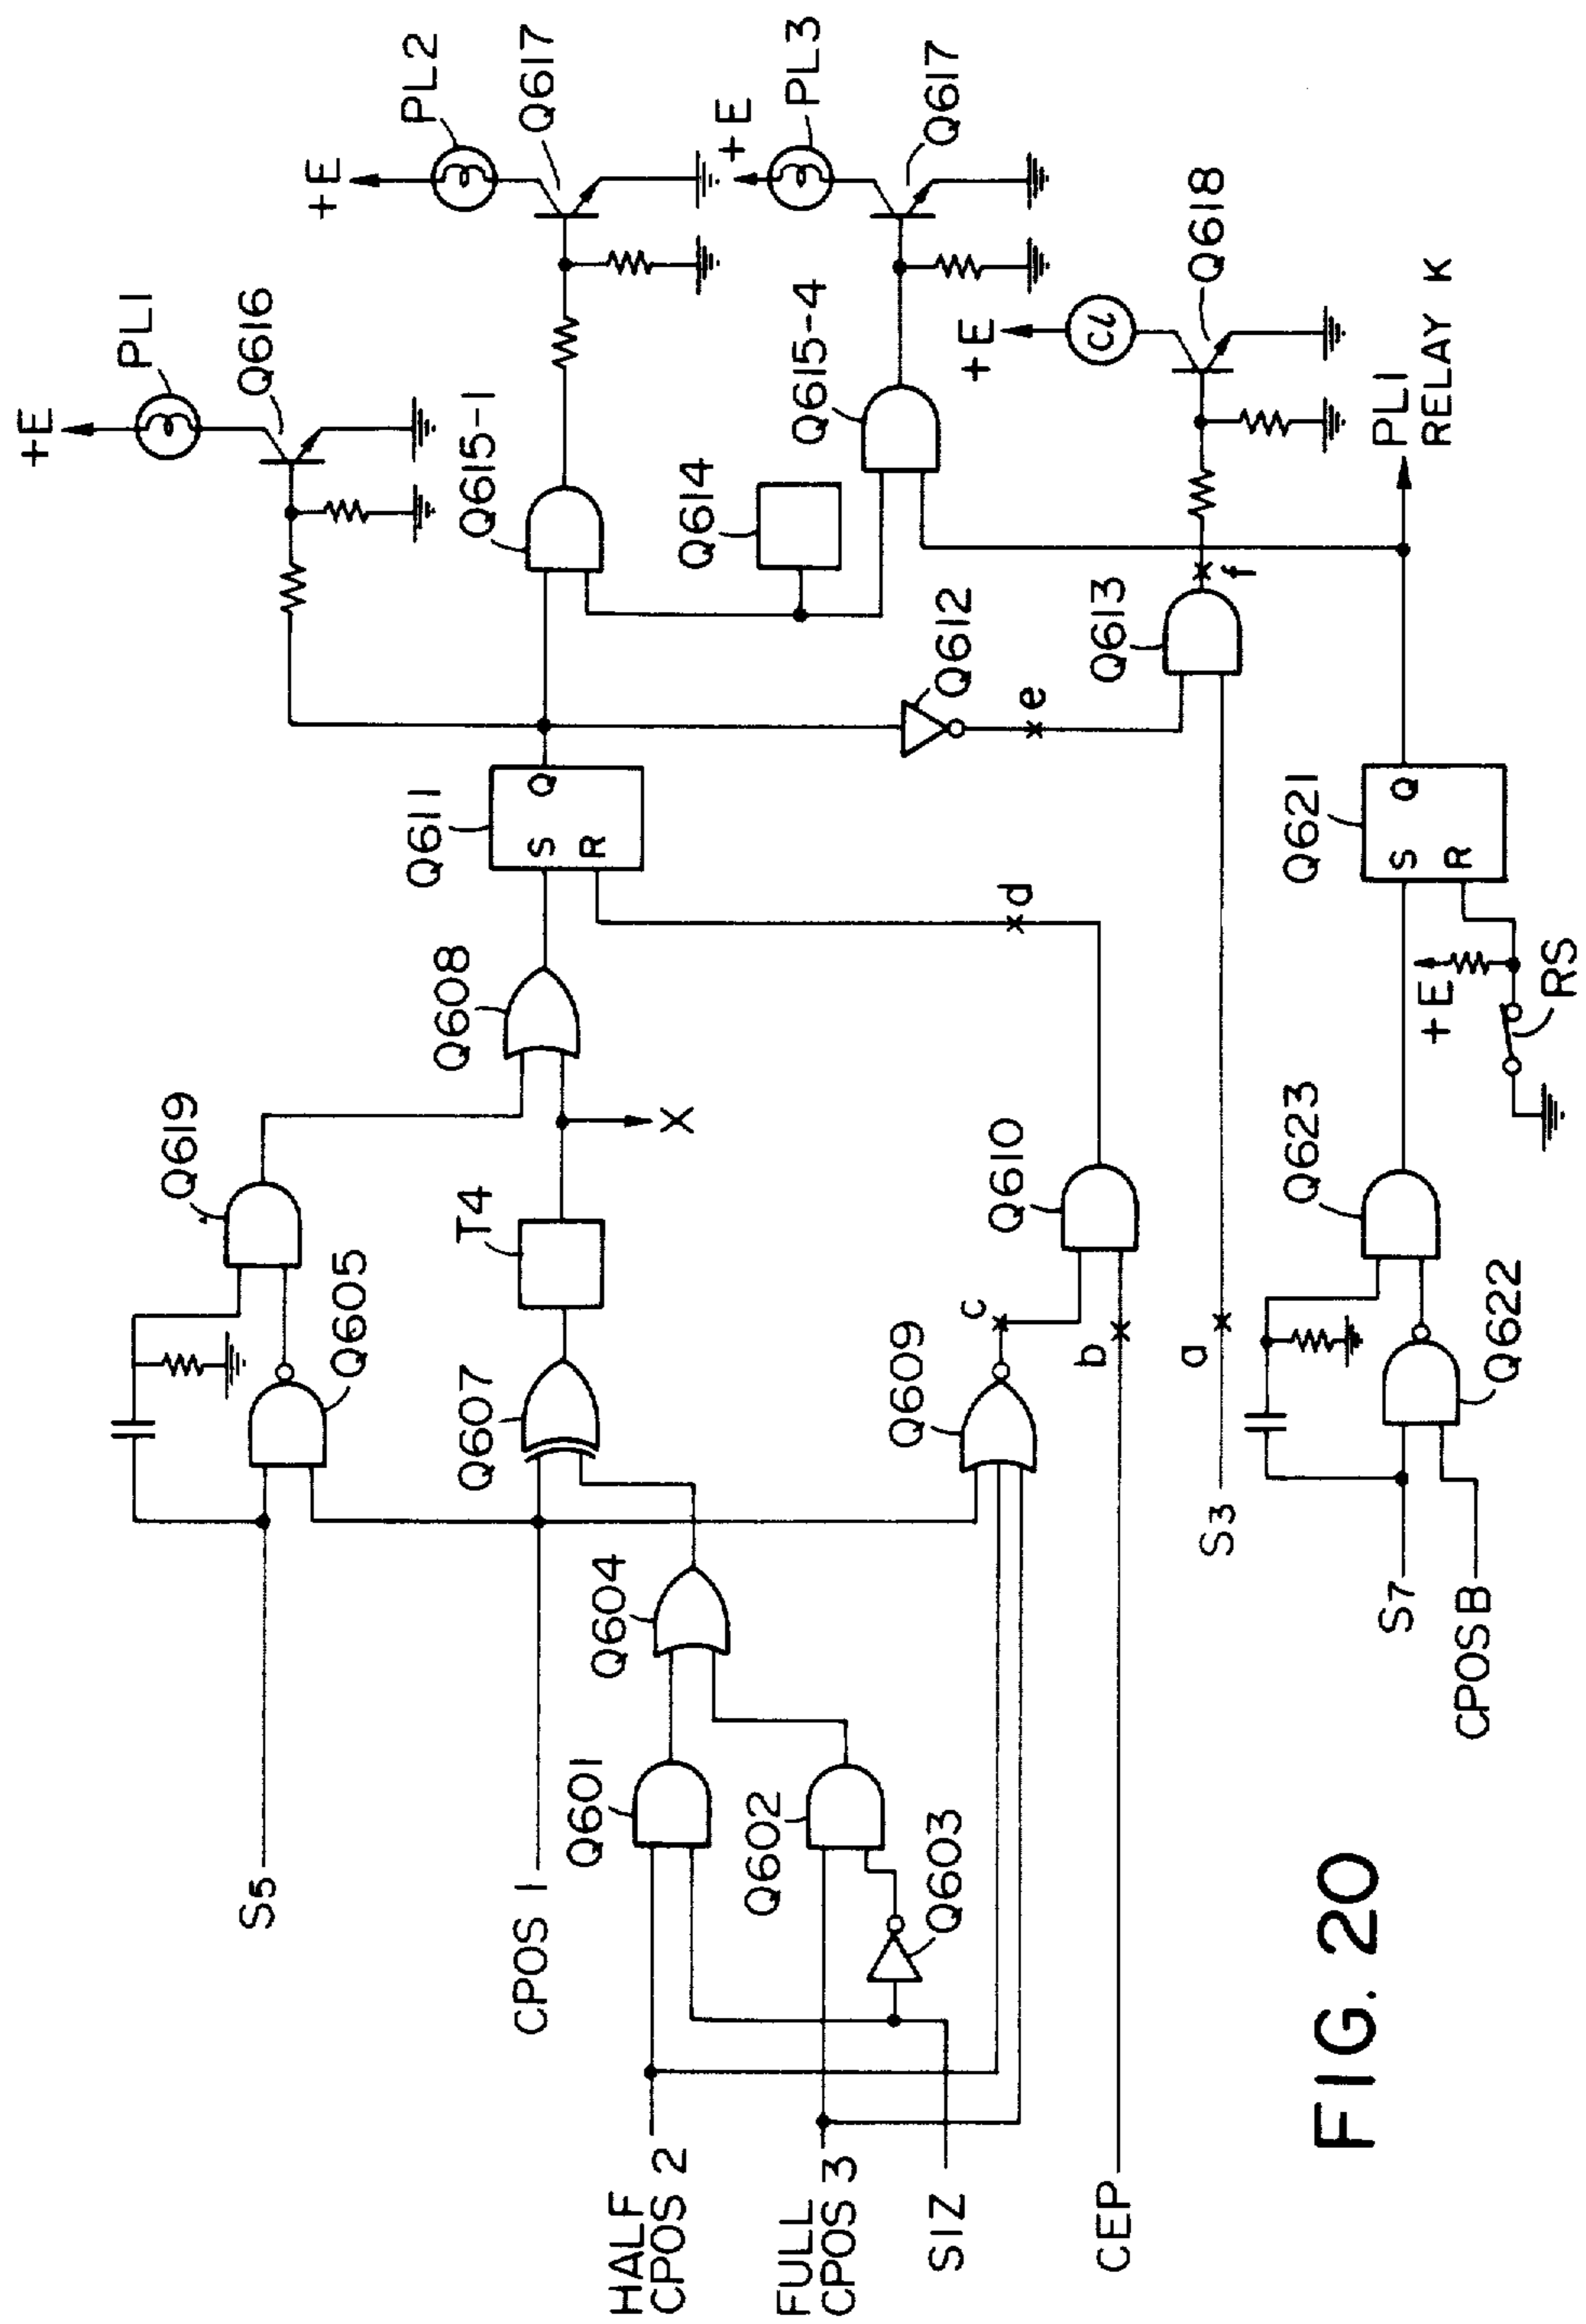 +E
PL1
Q616
+E
PL2
Q617
+E
PL3
Q617
Q615-1
Q614
Q615-4
+E
CL
Q618
PL1
RELAY K
Q612
e
Q613
f
Q611
S
Q
R
d
Q621
S
Q
R
+E
RS
Q608
X
Q619
Q605
T4
Q607
Q610
c
b
a
Q609
Q623
Q622
S3
S7
CPOSB
Q604
Q601
Q602
Q603
S5
CPOS 1
HALF
CPOS 2
FULL
CPOS 3
SIZ
CEP
FIG. 20